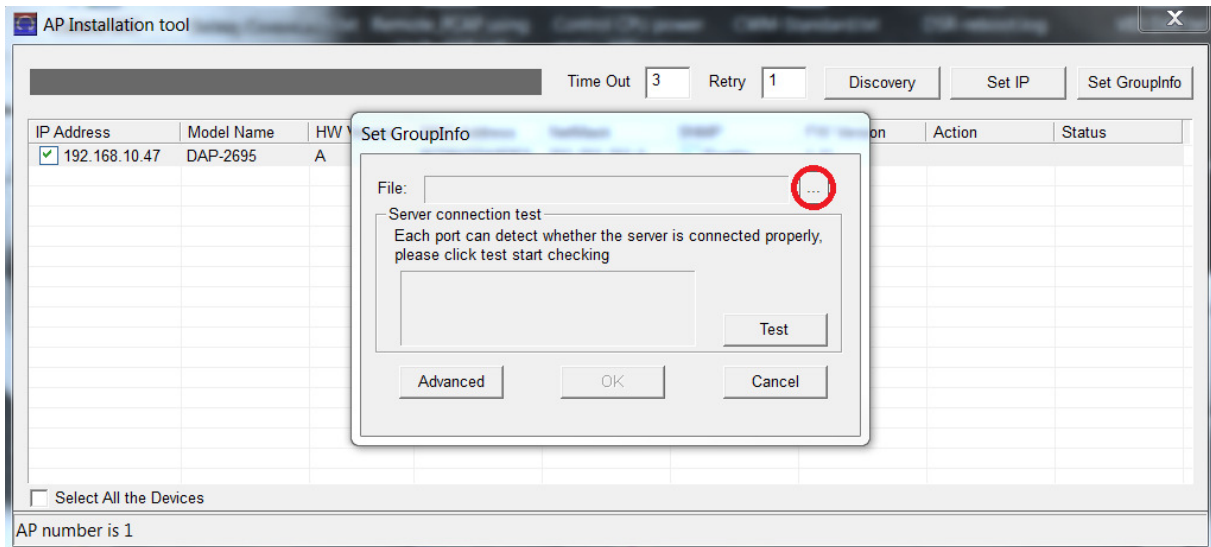 AP Installation tool
X
Time Out 3 Retry 1 Discovery Set IP Set GroupInfo
IP Address Model Name HW on Action Status
192.168.10.47 DAP-2695 A
Set GroupInfo
File: ...
Server connection test
Each port can detect whether the server is connected properly,
please click test start checking
Test
Advanced OK Cancel
Select All the Devices
AP number is 1